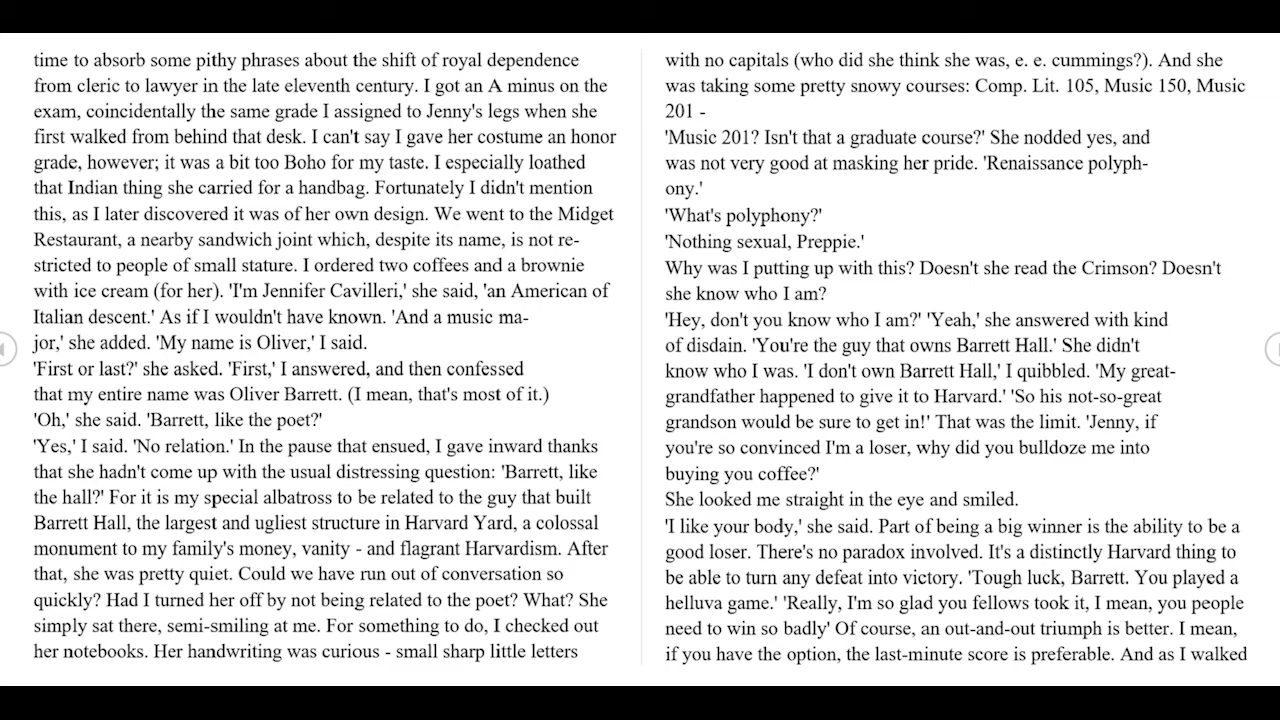 time to absorb some pithy phrases about the shift of royal dependence
from cleric to lawyer in the late eleventh century. I got an A minus on the
exam, coincidentally the same grade I assigned to Jenny's legs when she
first walked from behind that desk. I can't say I gave her costume an honor
grade, however; it was a bit too Boho for my taste. I especially loathed
that Indian thing she carried for a handbag. Fortunately I didn't mention
this, as I later discovered it was of her own design. We went to the Midget
Restaurant, a nearby sandwich joint which, despite its name, is not re-
stricted to people of small stature. I ordered two coffees and a brownie
with ice cream (for her). 'I'm Jennifer Cavilleri,' she said, 'an American of
Italian descent.' As if I wouldn't have known. 'And a music ma-
jor,' she added. 'My name is Oliver,' I said.
'First or last?' she asked. 'First,' I answered, and then confessed
that my entire name was Oliver Barrett. (I mean, that's most of it.)
'Oh,' she said. 'Barrett, like the poet?'
'Yes,' I said. 'No relation.' In the pause that ensued, I gave inward thanks
that she hadn't come up with the usual distressing question: 'Barrett, like
the hall?' For it is my special albatross to be related to the guy that built
Barrett Hall, the largest and ugliest structure in Harvard Yard, a colossal
monument to my family's money, vanity - and flagrant Harvardism. After
that, she was pretty quiet. Could we have run out of conversation so
quickly? Had I turned her off by not being related to the poet? What? She
simply sat there, semi-smiling at me. For something to do, I checked out
her notebooks. Her handwriting was curious - small sharp little letters
with no capitals (who did she think she was, e. e. cummings?). And she
was taking some pretty snowy courses: Comp. Lit. 105, Music 150, Music
201 -
'Music 201? Isn't that a graduate course?' She nodded yes, and
was not very good at masking her pride. 'Renaissance polyph-
ony.'
'What's polyphony?'
'Nothing sexual, Preppie.'
Why was I putting up with this? Doesn't she read the Crimson? Doesn't
she know who I am?
'Hey, don't you know who I am?' 'Yeah,' she answered with kind
of disdain. 'You're the guy that owns Barrett Hall.' She didn't
know who I was. 'I don't own Barrett Hall,' I quibbled. 'My great-
grandfather happened to give it to Harvard.' 'So his not-so-great
grandson would be sure to get in!' That was the limit. 'Jenny, if
you're so convinced I'm a loser, why did you bulldoze me into
buying you coffee?'
She looked me straight in the eye and smiled.
'I like your body,' she said. Part of being a big winner is the ability to be a
good loser. There's no paradox involved. It's a distinctly Harvard thing to
be able to turn any defeat into victory. 'Tough luck, Barrett. You played a
helluva game.' 'Really, I'm so glad you fellows took it, I mean, you people
need to win so badly' Of course, an out-and-out triumph is better. I mean,
if you have the option, the last-minute score is preferable. And as I walked